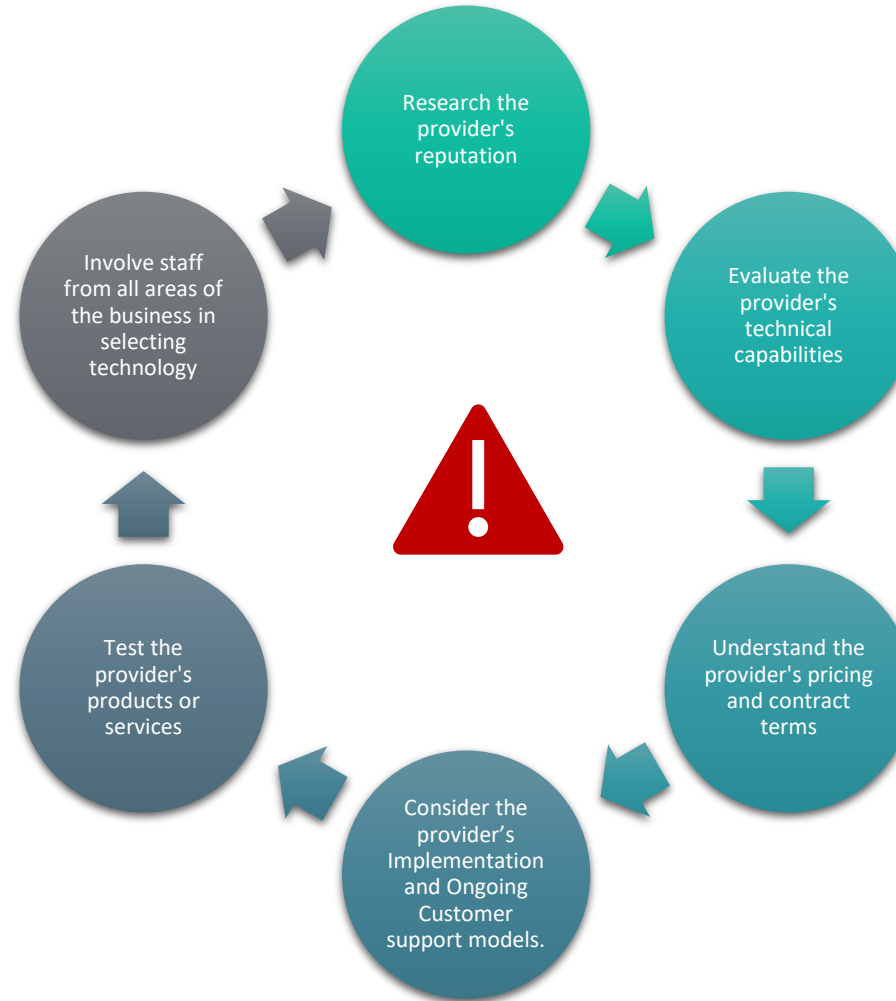 Research the
provider's
reputation
Evaluate the
provider's
technical
capabilities
Understand the
provider's pricing
and contract
terms
Consider the
provider’s
Implementation
and Ongoing
Customer
support models.
Test the
provider's
products or
services
Involve staff
from all areas of
the business in
selecting
technology